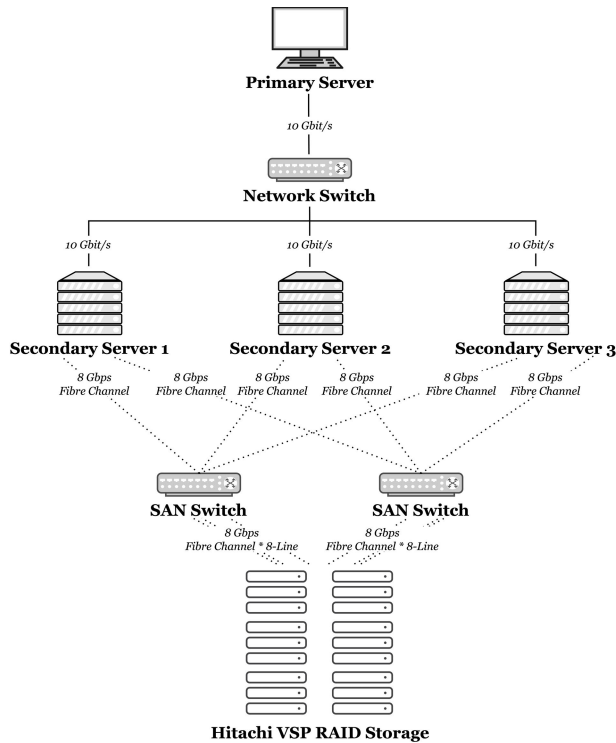 Primary Server
10 Gbit/s
Network Switch
10 Gbit/s
10 Gbit/s
10 Gbit/s
Secondary Server 1
Secondary Server 2
Secondary Server 3
8 Gbps
Fibre Channel
8 Gbps
Fibre Channel
8 Gbps
Fibre Channel
8 Gbps
Fibre Channel
8 Gbps
Fibre Channel
8 Gbps
Fibre Channel
SAN Switch
SAN Switch
8 Gbps
Fibre Channel * 8-Line
8 Gbps
Fibre Channel * 8-Line
Hitachi VSP RAID Storage